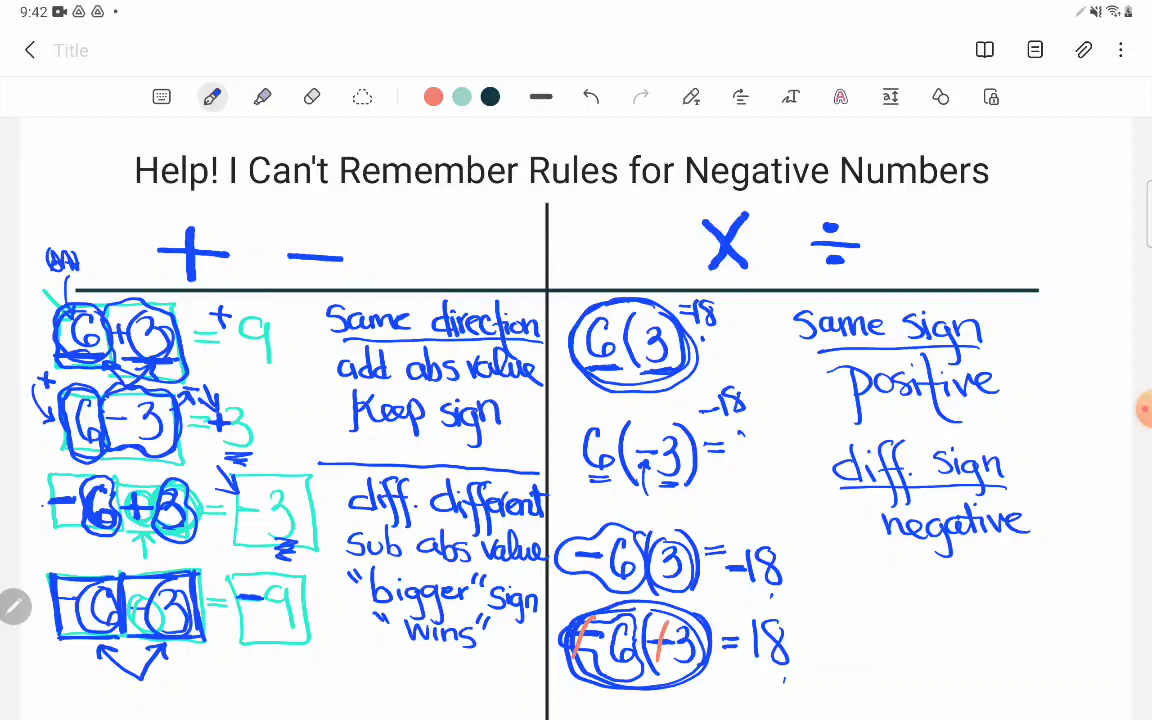 9:42
Title
Help! I Can't Remember Rules for Negative Numbers
+ −
6 + 3 = + 9
+ 6 - 3 = + 3
- 6 + 3 = - 3
- 6 - 3 = - 9
Same direction
add abs value
Keep sign
diff. different
sub abs value
"bigger" sign
"wins"
X ÷
6(3) = 18
6(-3) = -18
-6(3) = -18
-6(-3) = 18
same sign
positive
diff. sign
negative